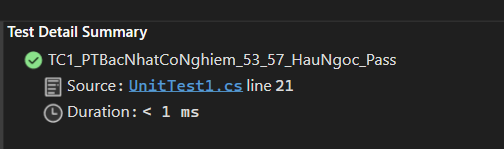 Test Detail Summary
TC1_PTBacNhatCoNghiem_53_57_HauNgoc_Pass
Source: UnitTest1.cs line 21
Duration: < 1 ms